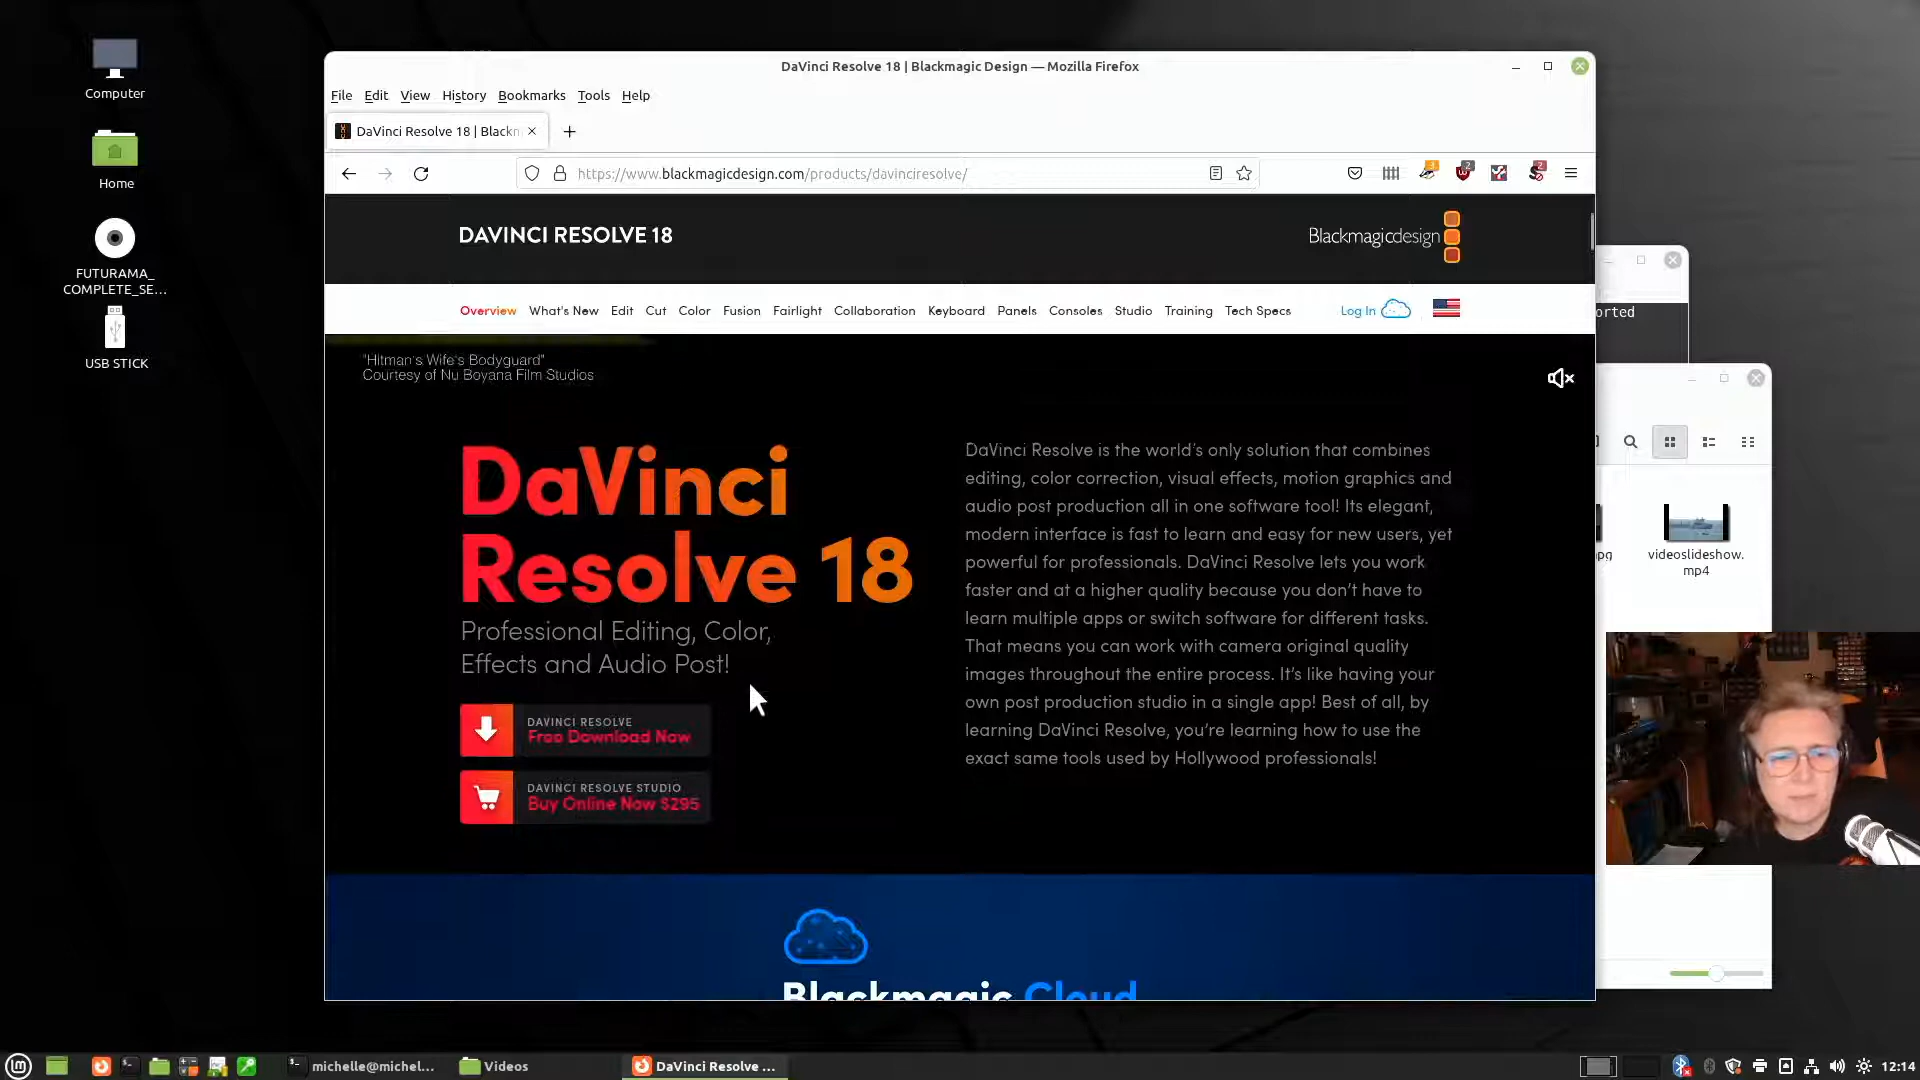 Computer
Home
FUTURAMA_
COMPLETE_SE...
USB STICK
DaVinci Resolve 18 | Blackmagic Design — Mozilla Firefox
File Edit View History Bookmarks Tools Help
DaVinci Resolve 18 | Blackm
https://www.blackmagicdesign.com/products/davinciresolve/
3
2
2
DAVINCI RESOLVE 18
Blackmagicdesign
Overview What's New Edit Cut Color Fusion Fairlight Collaboration Keyboard Panels Consoles Studio Training Tech Specs Log In
orted
"Hitman's Wife's Bodyguard"
Courtesy of Nu Boyana Film Studios
DaVinci
Resolve 18
Professional Editing, Color,
Effects and Audio Post!
DAVINCI RESOLVE
Free Download Now
DAVINCI RESOLVE STUDIO
Buy Online Now $295
DaVinci Resolve is the world's only solution that combines
editing, color correction, visual effects, motion graphics and
audio post production all in one software tool! Its elegant,
modern interface is fast to learn and easy for new users, yet
powerful for professionals. DaVinci Resolve lets you work
faster and at a higher quality because you don't have to
learn multiple apps or switch software for different tasks.
That means you can work with camera original quality
images throughout the entire process. It's like having your
own post production studio in a single app! Best of all, by
learning DaVinci Resolve, you're learning how to use the
exact same tools used by Hollywood professionals!
pg
videoslideshow.
mp4
Blackmagic Cloud
michelle@michel...
Videos
DaVinci Resolve ...
12:14